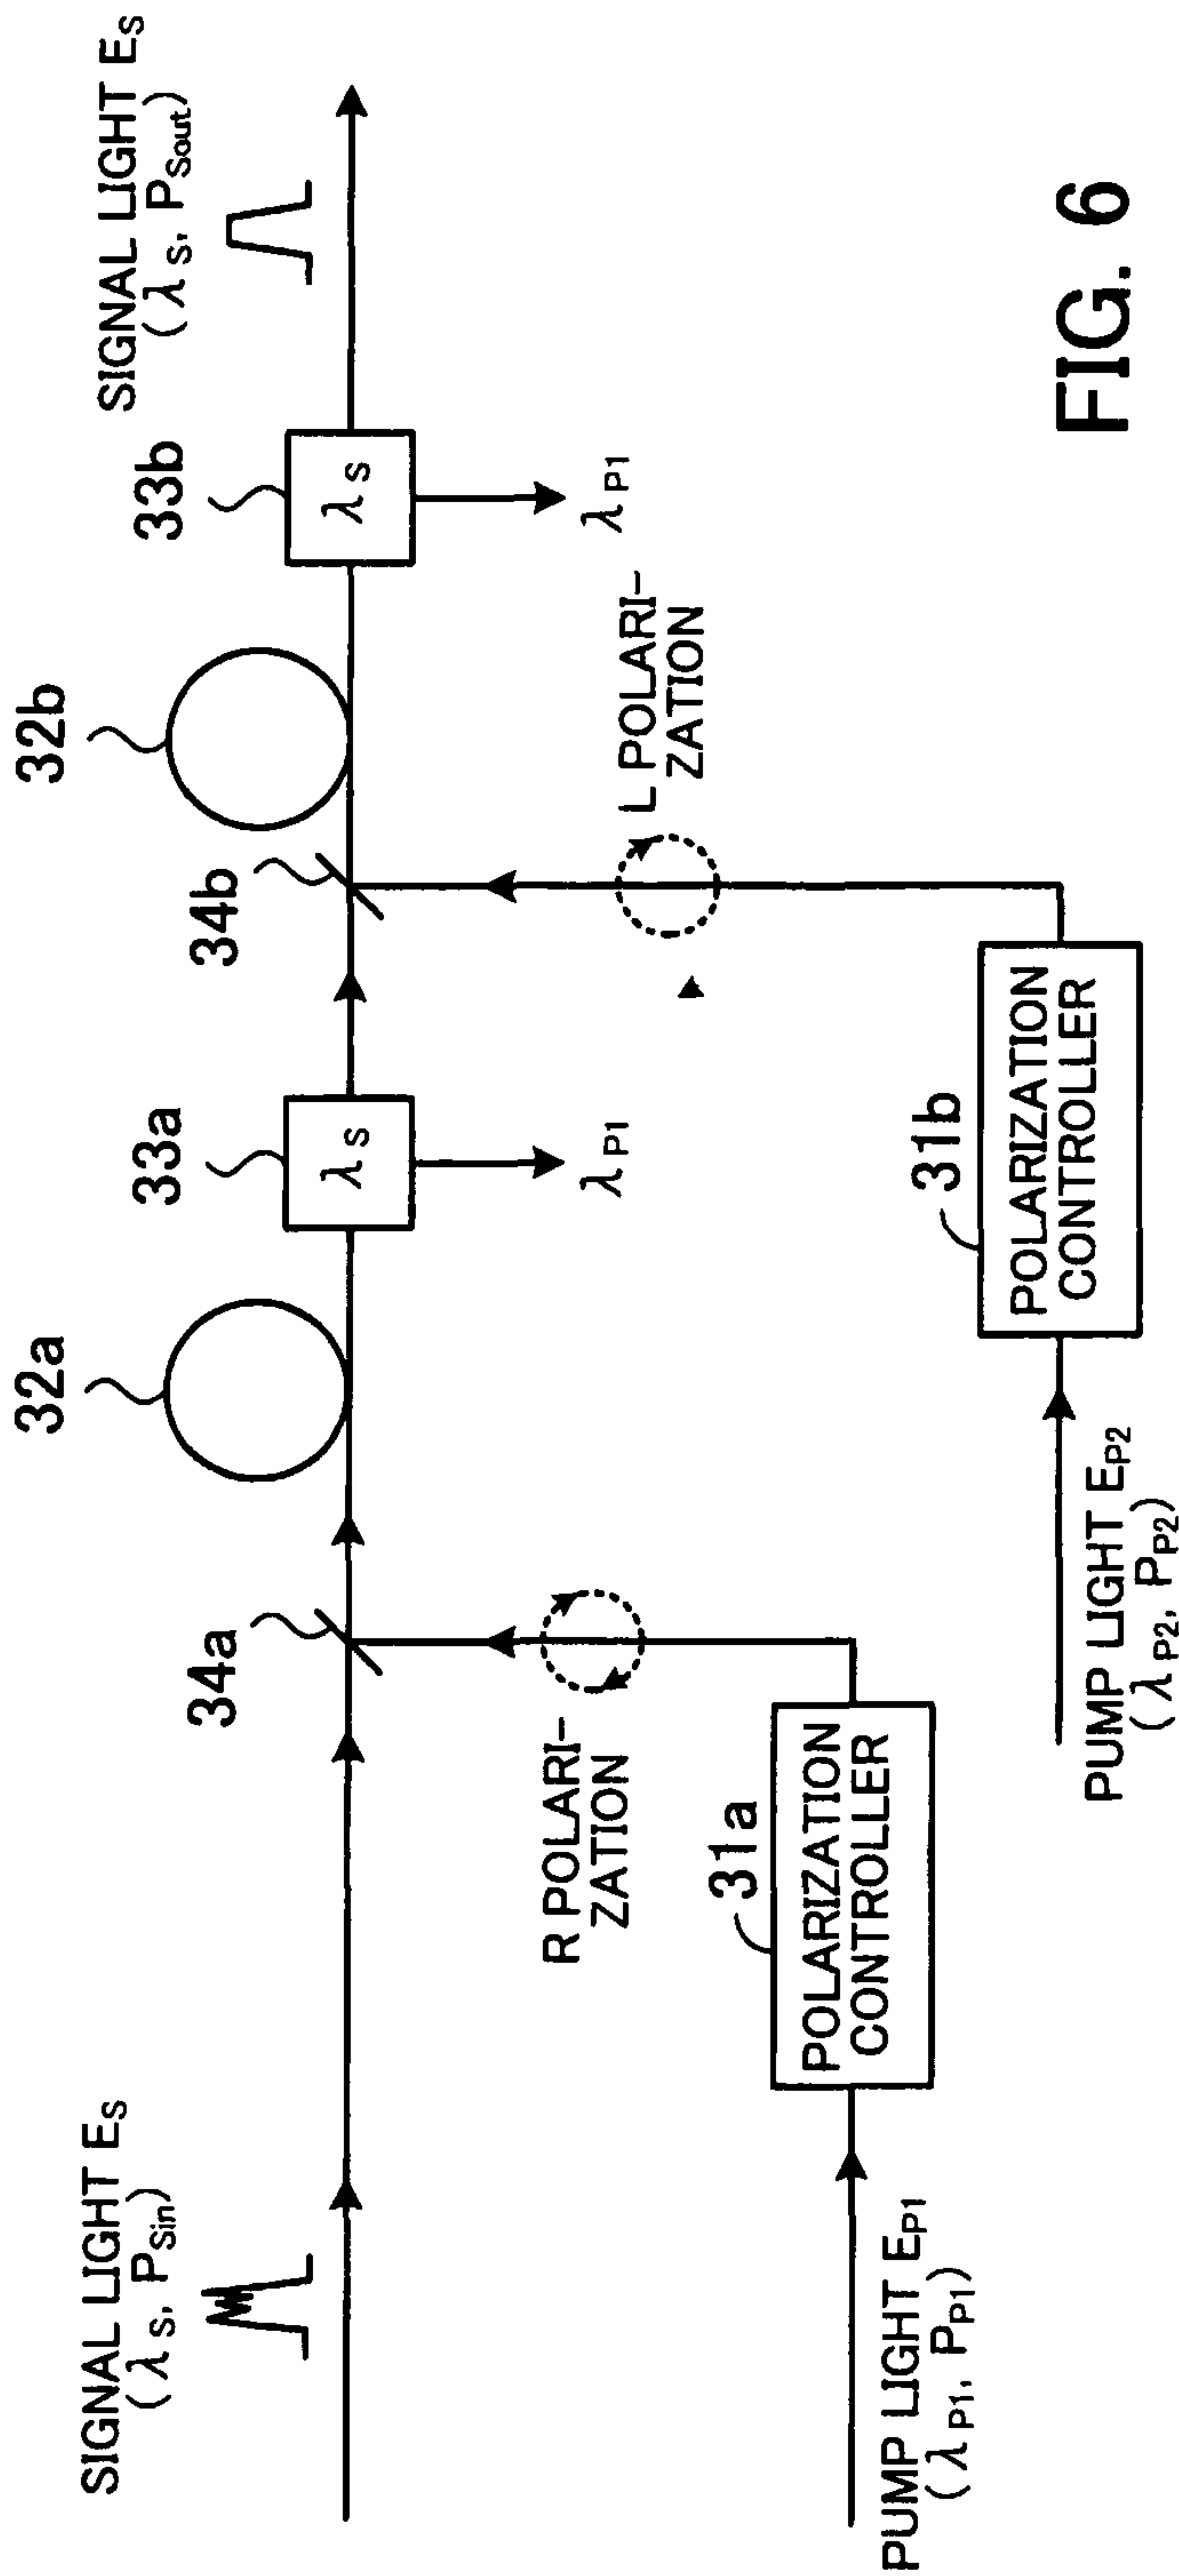 SIGNAL LIGHT ES
( λS, PSin)
34a
32a
33a
34b
32b
33b
SIGNAL LIGHT ES
( λS, PSout)
λS
λS
λP1
λP1
R POLARI-
ZATION
L POLARI-
ZATION
31a
POLARIZATION
CONTROLLER
PUMP LIGHT EP1
( λP1, PP1)
31b
POLARIZATION
CONTROLLER
PUMP LIGHT EP2
( λP2, PP2)
FIG. 6